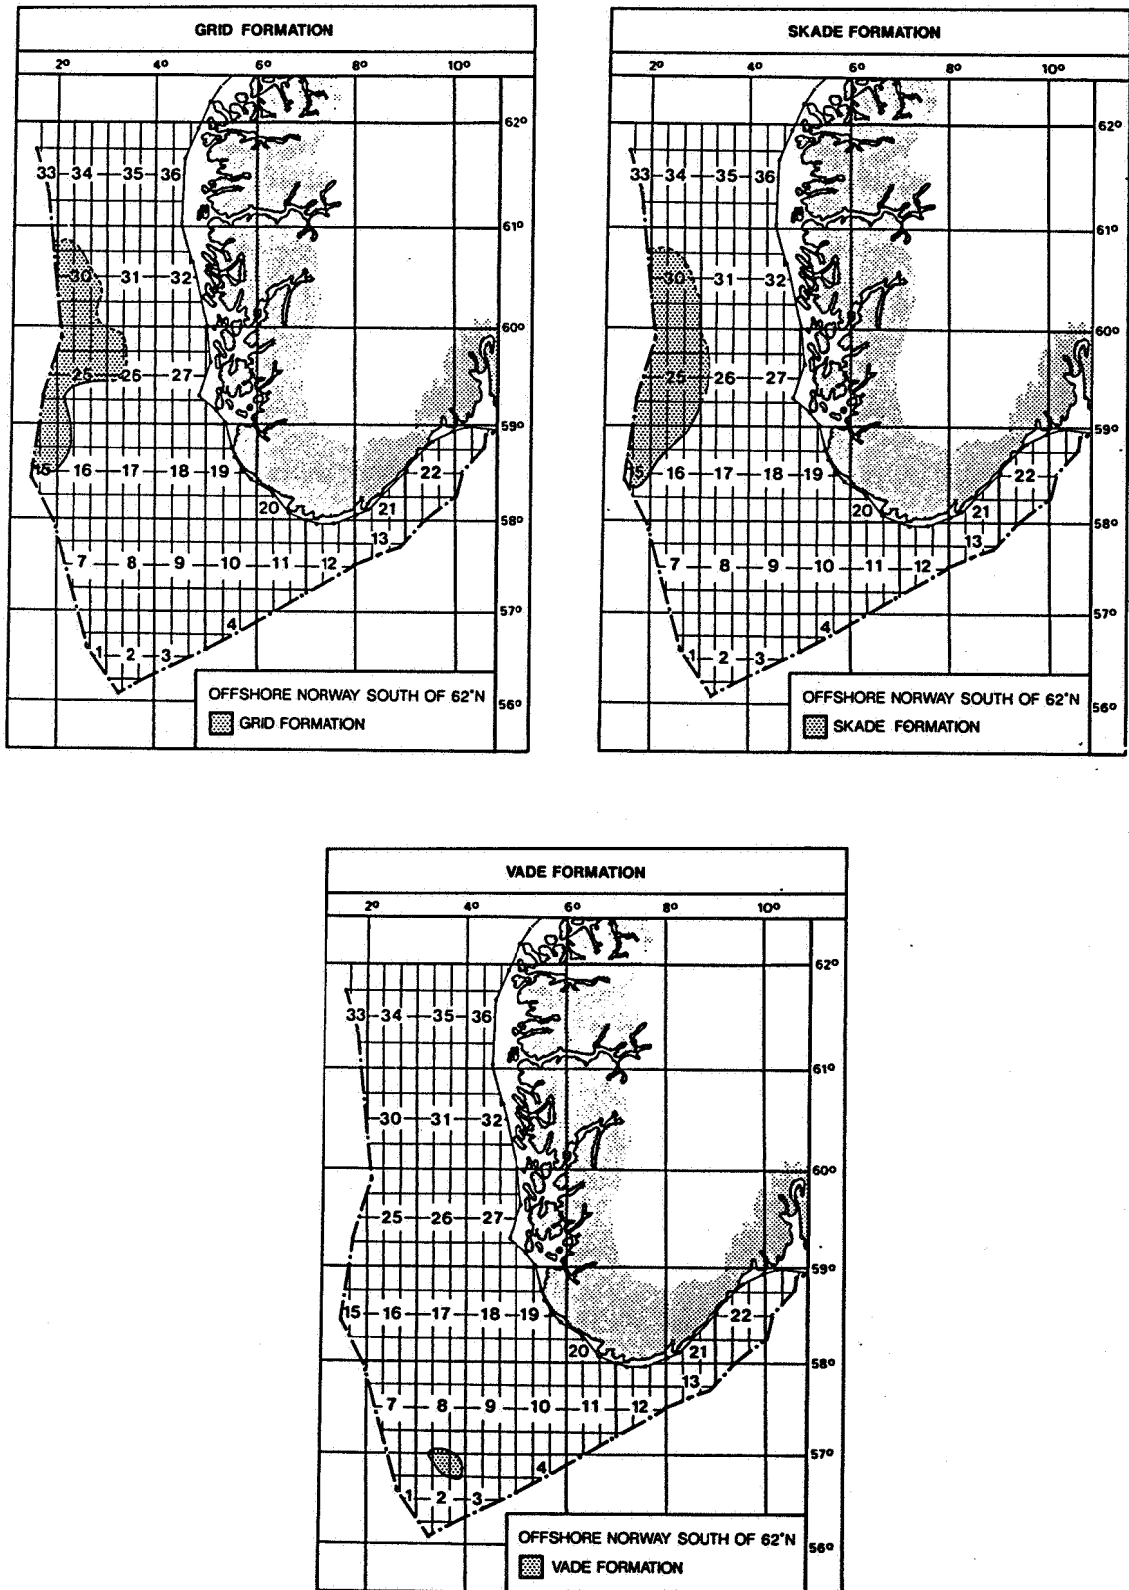 GRID FORMATION
2° 4° 6° 8° 10°
62°
33 34 35 36
61°
30 31 32
60°
25 26 27
59°
15 16 17 18 19 22
20 21
58°
13
7 8 9 10 11 12
57°
4
1 2 3
OFFSHORE NORWAY SOUTH OF 62°N
56°
GRID FORMATION
SKADE FORMATION
2° 4° 6° 8° 10°
62°
33 34 35 36
61°
30 31 32
60°
25 26 27
59°
15 16 17 18 19 22
20 21
58°
13
7 8 9 10 11 12
57°
4
1 2 3
OFFSHORE NORWAY SOUTH OF 62°N
56°
SKADE FORMATION
VADE FORMATION
2° 4° 6° 8° 10°
62°
33 34 35 36
61°
30 31 32
60°
25 26 27
59°
15 16 17 18 19 22
20 21
58°
13
7 8 9 10 11 12
57°
4
1 2 3
OFFSHORE NORWAY SOUTH OF 62°N
56°
VADE FORMATION